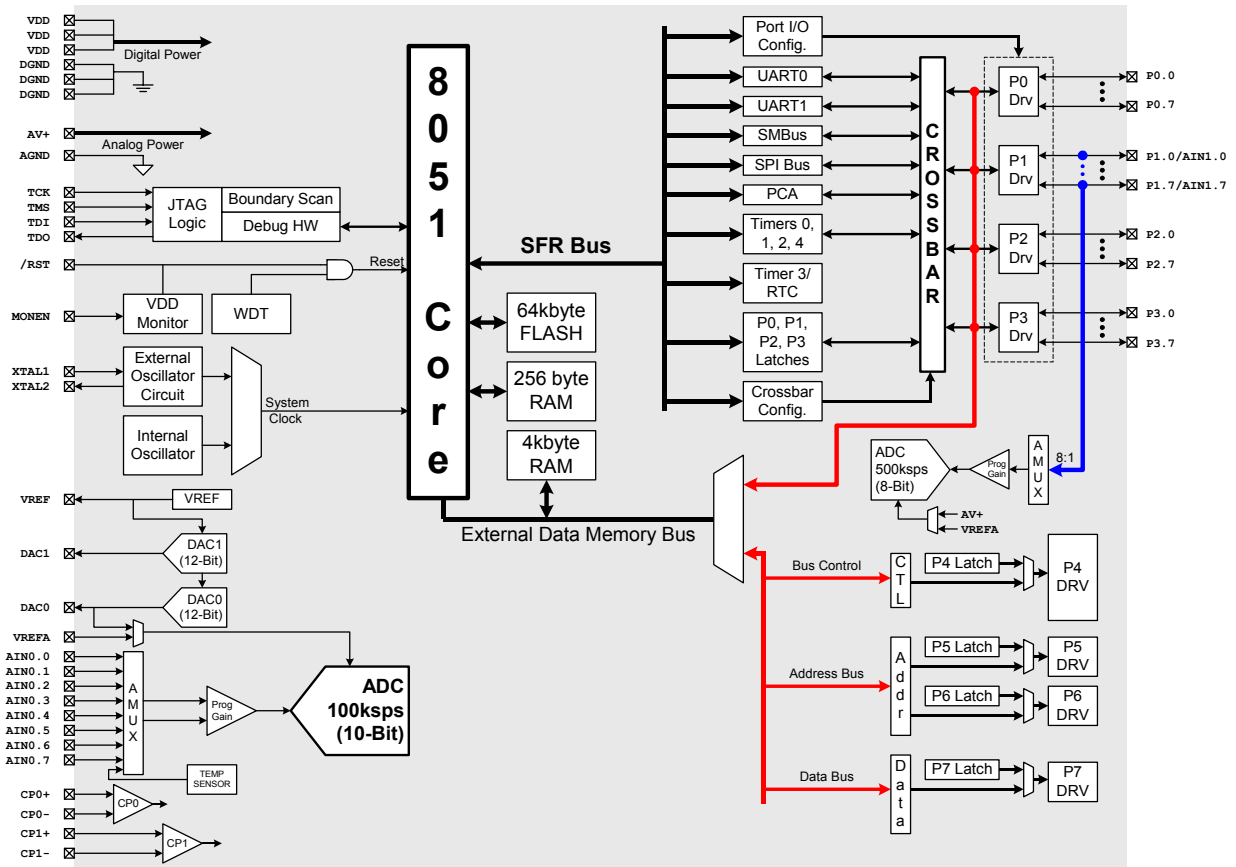 VDD
VDD
VDD
Digital Power
DGND
DGND
DGND
AV+
Analog Power
AGND
TCK
TMS
TDI
TDO
JTAG
Logic
Boundary Scan
Debug HW
/RST
Reset
MONEN
VDD
Monitor
WDT
XTAL1
XTAL2
External
Oscillator
Circuit
System
Clock
Internal
Oscillator
VREF
VREF
DAC1
DAC1
(12-Bit)
DAC0
DAC0
(12-Bit)
VREFA
AIN0.0
AIN0.1
AIN0.2
AIN0.3
AIN0.4
AIN0.5
AIN0.6
AIN0.7
AMUX
Prog
Gain
ADC
100ksps
(10-Bit)
TEMP
SENSOR
CP0+
CP0-
CP0
CP1+
CP1-
CP1
8051 Core
64kbyte
FLASH
256 byte
RAM
4kbyte
RAM
SFR Bus
External Data Memory Bus
Port I/O
Config.
UART0
UART1
SMBus
SPI Bus
PCA
Timers 0,
1, 2, 4
Timer 3/
RTC
P0, P1,
P2, P3
Latches
Crossbar
Config.
CROSSBAR
P0
Drv
P1
Drv
P2
Drv
P3
Drv
P0.0
P0.7
P1.0/AIN1.0
P1.7/AIN1.7
P2.0
P2.7
P3.0
P3.7
ADC
500ksps
(8-Bit)
Prog
Gain
AMUX
8:1
AV+
VREFA
Bus Control
CTL
P4 Latch
P4
DRV
Address Bus
Addr
P5 Latch
P5
DRV
P6 Latch
P6
DRV
Data Bus
Data
P7 Latch
P7
DRV